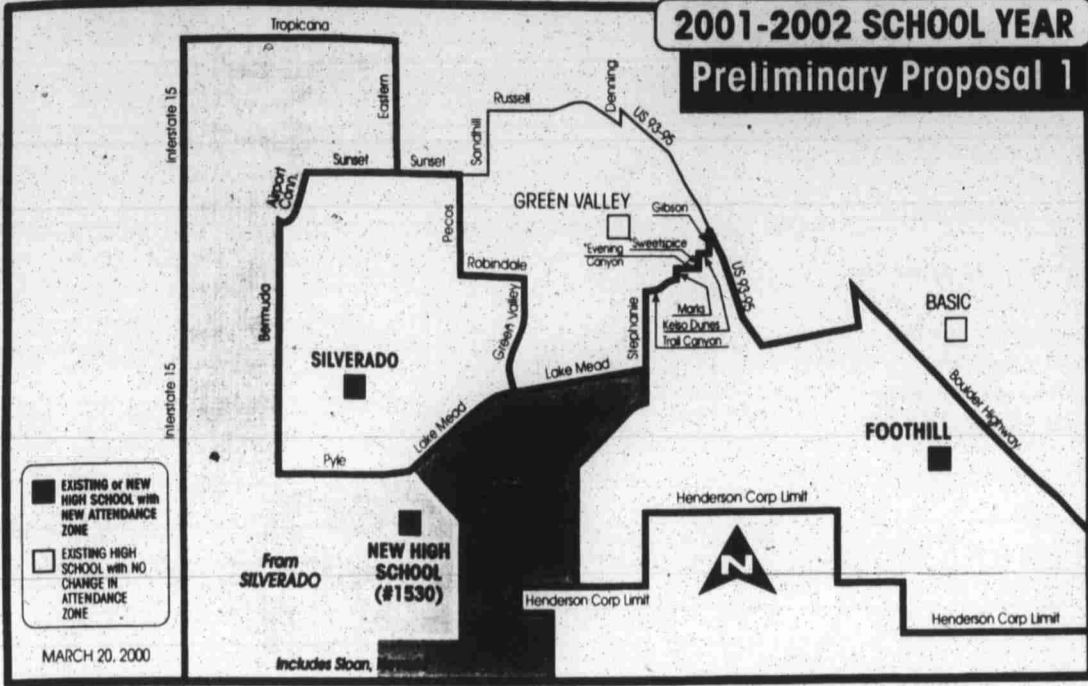 2001-2002 SCHOOL YEAR
Preliminary Proposal 1
Tropicana
Interstate 15
Eastern
Russell
Denning
US 93-95
Sandhill
Sunset
Sunset
Airport Conn.
GREEN VALLEY
Gibson
Pecos
"Evening
Canyon
Sweetspice
Robindale
US 93-95
Bermuda
Green Valley
Stephanie
Marks
Kelso Dunes
Trail Canyon
BASIC
SILVERADO
Interstate 15
Lake Mead
Lake Mead
Boulder Highway
Pyle
FOOTHILL
EXISTING or NEW
HIGH SCHOOL with
NEW ATTENDANCE
ZONE
EXISTING HIGH
SCHOOL with NO
CHANGE IN
ATTENDANCE
ZONE
Henderson Corp Limit
N
From
SILVERADO
NEW HIGH
SCHOOL
(#1530)
Henderson Corp Limit
Henderson Corp Limit
MARCH 20, 2000
Includes Sloan,